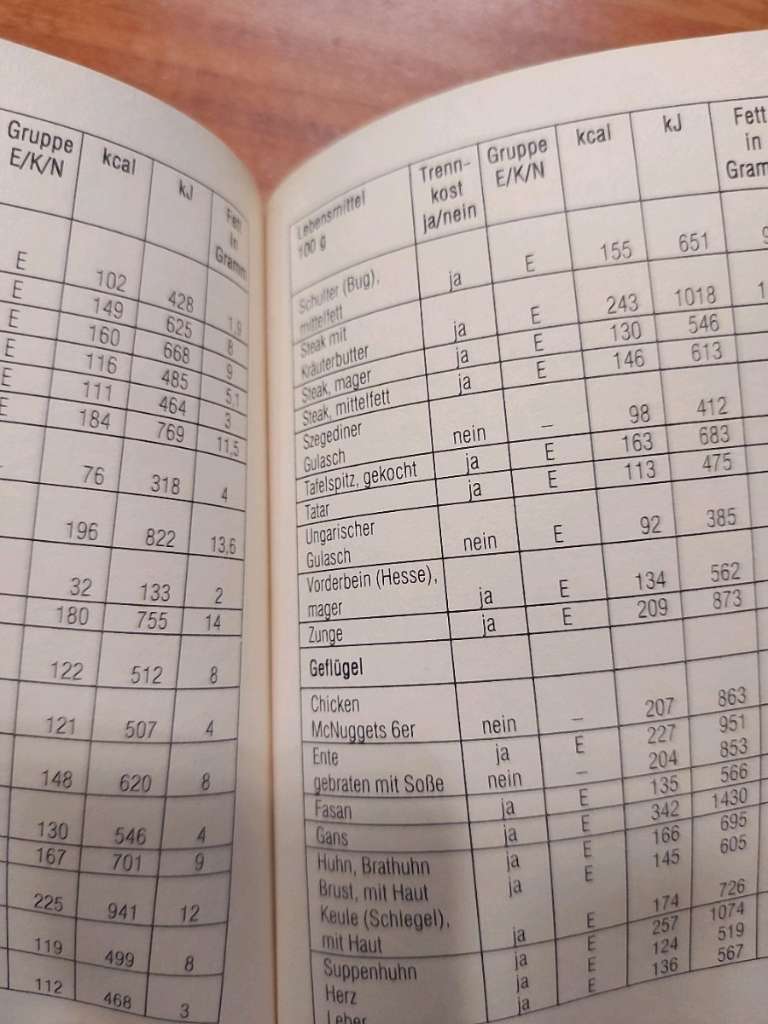 Gruppe kcal kJ Fett
E/K/N in
Gramm
E 102 428 1,9
E 149 625 8
E 160 668 9
E 116 485 5,1
E 111 464 3
E 184 769 11,5
76 318 4
196 822 13,6
32 133 2
180 755 14
122 512 8
121 507 4
148 620 8
130 546 4
167 701 9
225 941 12
119 499 8
112 468 3
Lebensmittel Trenn- Gruppe kcal kJ Fett
100 g kost E/K/N in
ja/nein Gram
Schulter (Bug),
mittelfett ja E 155 651
Steak mit
Kräuterbutter ja E 243 1018
Steak, mager ja E 130 546
Steak, mittelfett ja E 146 613
Szegediner
Gulasch nein – 98 412
Tafelspitz, gekocht ja E 163 683
Tatar ja E 113 475
Ungarischer
Gulasch nein E 92 385
Vorderbein (Hesse),
mager ja E 134 562
Zunge ja E 209 873
Geflügel
Chicken
McNuggets 6er nein – 207 863
Ente ja E 227 951
gebraten mit Soße nein – 204 853
Fasan ja E 135 566
Gans ja E 342 1430
Huhn, Brathuhn ja E 166 695
Brust, mit Haut ja E 145 605
Keule (Schlegel),
mit Haut ja E 174 726
Suppenhuhn ja E 257 1074
Herz ja E 124 519
Leber ja E 136 567